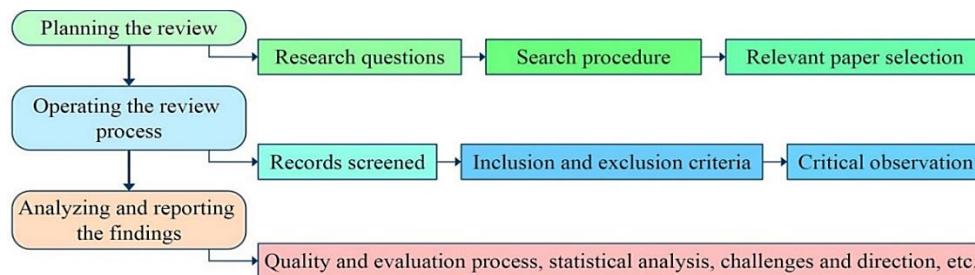 Planning the review
Research questions
Search procedure
Relevant paper selection
Operating the review
process
Records screened
Inclusion and exclusion criteria
Critical observation
Analyzing and reporting
the findings
Quality and evaluation process, statistical analysis, challenges and direction, etc